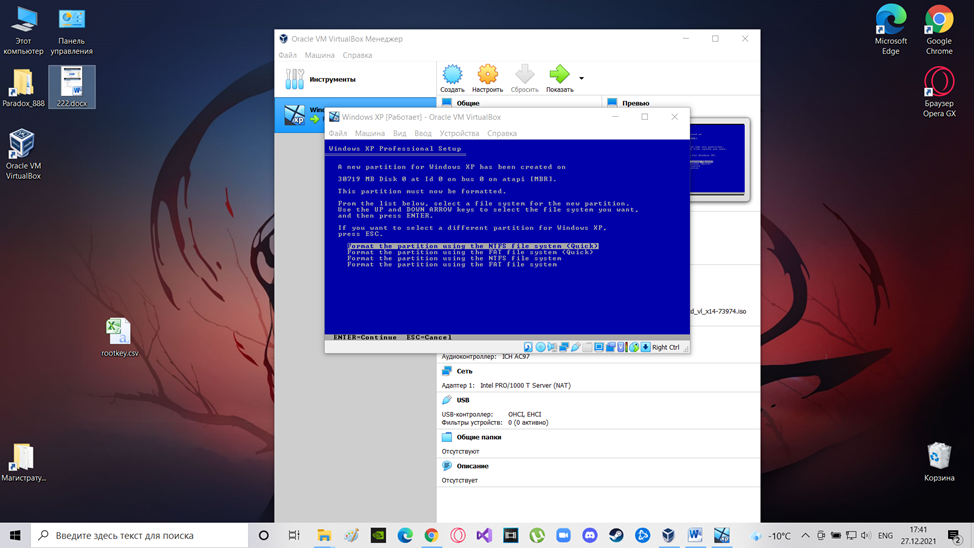 Этот компьютер
Панель управления
Paradox_888
222.docx
Oracle VM VirtualBox
rootkey.csv
Магистрату...
Microsoft Edge
Google Chrome
Браузер Opera GX
Корзина
Oracle VM VirtualBox Менеджер
Файл Машина Справка
Инструменты
Создать Настроить Сбросить Показать
Общие
Превью
Windows XP [Работает] - Oracle VM VirtualBox
Файл Машина Вид Ввод Устройства Справка
Windows XP Professional Setup
A new partition for Windows XP has been created on
30719 MB Disk 0 at Id 0 on bus 0 on atapi [MBR].
This partition must now be formatted.
From the list below, select a file system for the new partition.
Use the UP and DOWN ARROW keys to select the file system you want,
and then press ENTER.
If you want to select a different partition for Windows XP,
press ESC.
Format the partition using the NTFS file system (Quick)
Format the partition using the FAT file system (Quick)
Format the partition using the NTFS file system
Format the partition using the FAT file system
ENTER=Continue ESC=Cancel
Right Ctrl
d_vl_x14-73974.iso
Аудиоконтроллер: ICH AC97
Сеть
Адаптер 1: Intel PRO/1000 T Server (NAT)
USB
USB-контроллер: OHCI, EHCI
Фильтры устройств: 0 (0 активно)
Общие папки
Отсутствуют
Описание
Отсутствует
Введите здесь текст для поиска
-10°C
ENG
17:41
27.12.2021
2